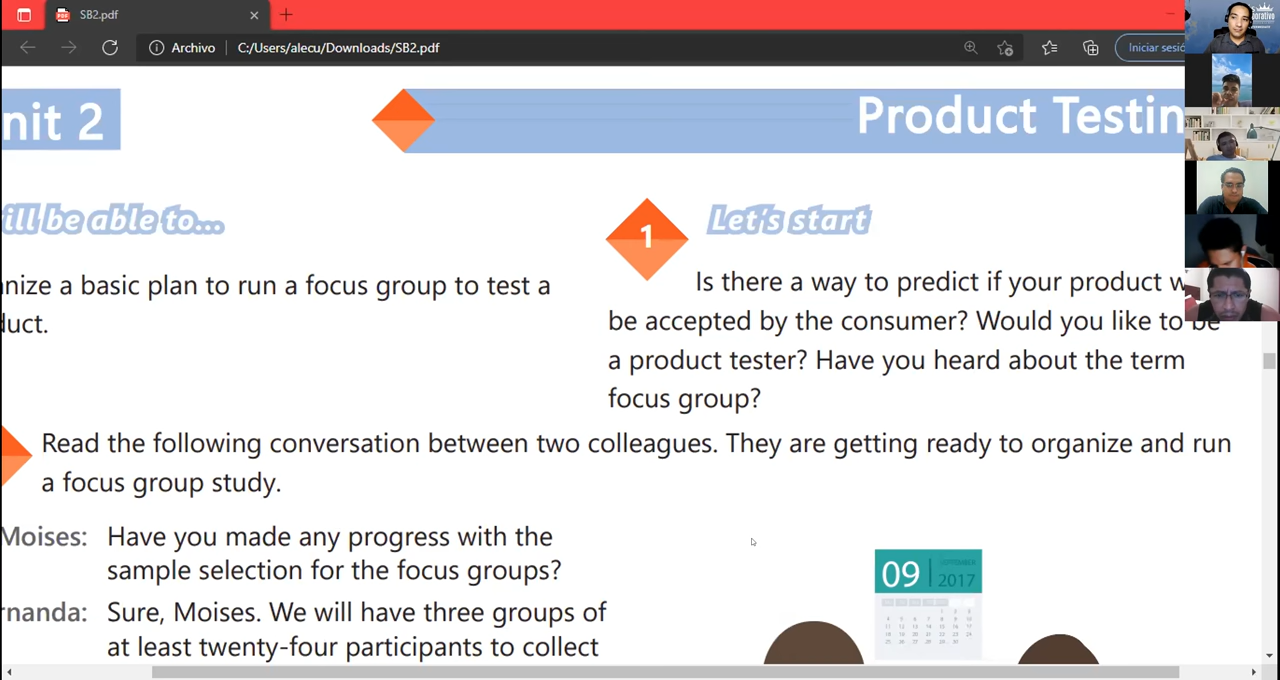 SB2.pdf
Archivo
C:/Users/alecu/Downloads/SB2.pdf
Iniciar sesió
nit 2
Product Testin
ill be able to...
1
Let's start
nize a basic plan to run a focus group to test a
duct.
Is there a way to predict if your product w
be accepted by the consumer? Would you like to be
a product tester? Have you heard about the term
focus group?
Read the following conversation between two colleagues. They are getting ready to organize and run
a focus group study.
Moises: Have you made any progress with the
sample selection for the focus groups?
rnanda: Sure, Moises. We will have three groups of
at least twenty-four participants to collect
09
2017